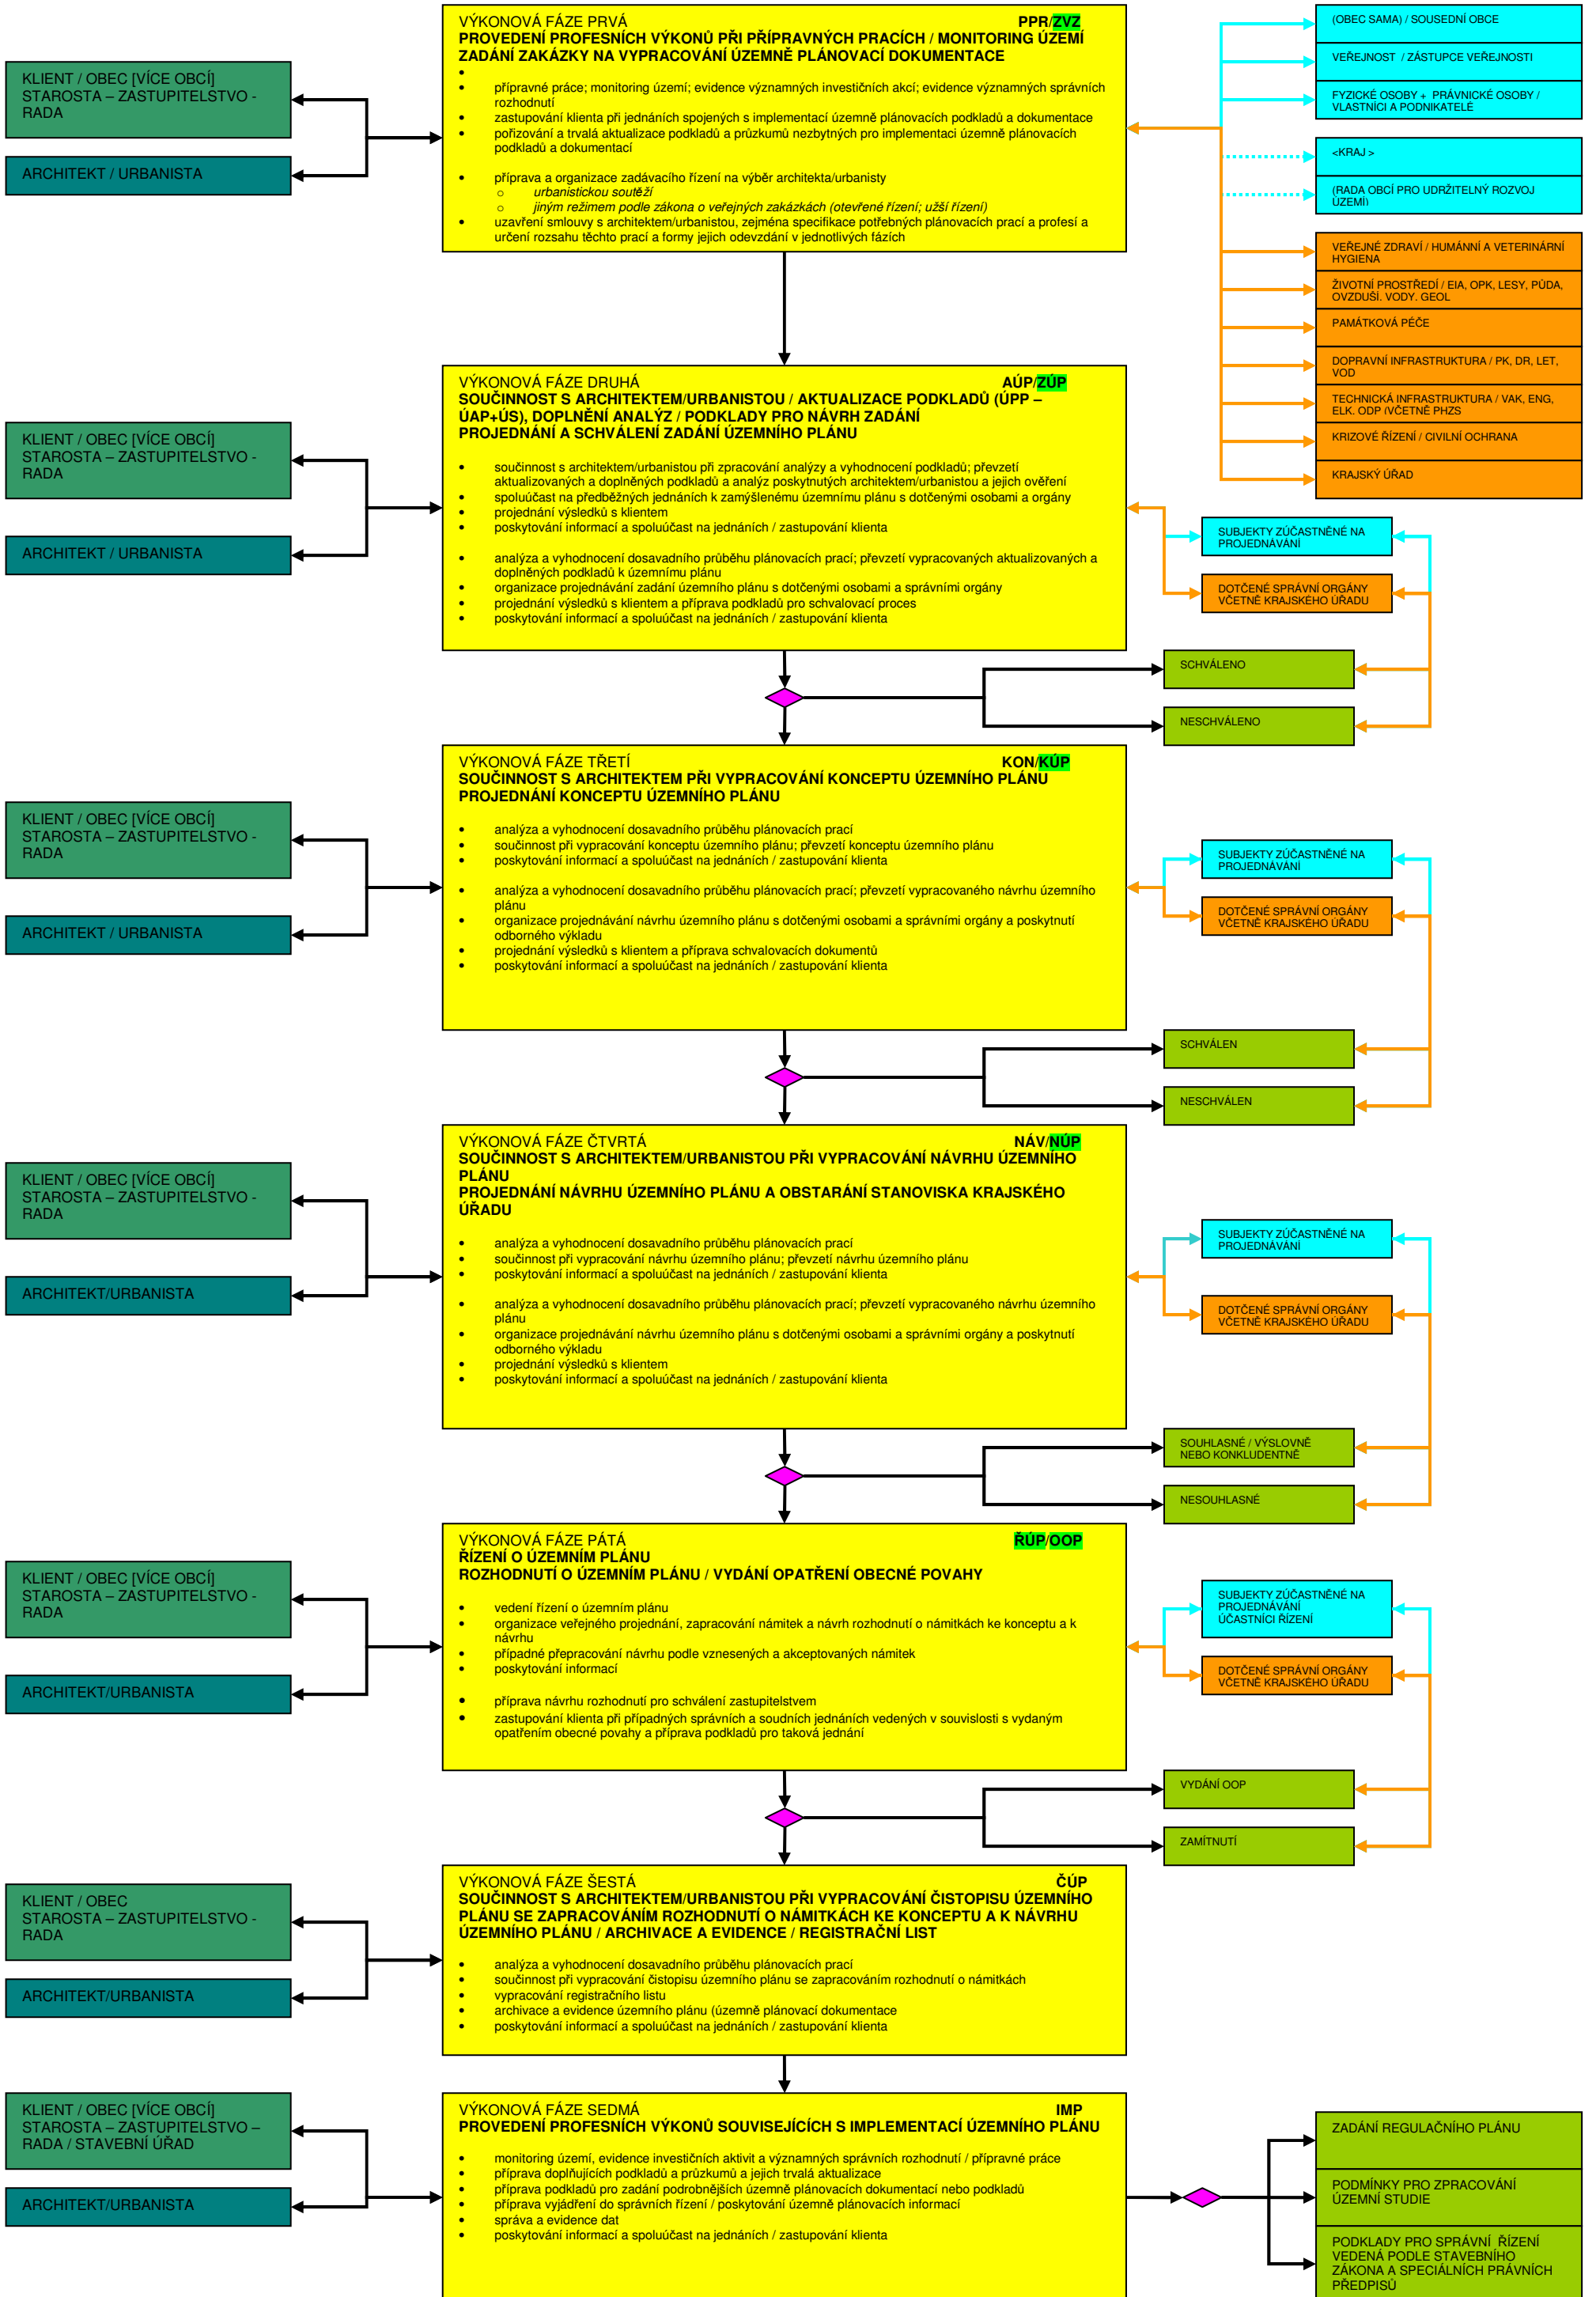 VÝKONOVÁ FÁZE PRVÁ PPR/ZVZ
PROVEDENÍ PROFESNÍCH VÝKONŮ PŘI PŘÍPRAVNÝCH PRACÍCH / MONITORING ÚZEMÍ
ZADÁNÍ ZAKÁZKY NA VYPRACOVÁNÍ ÚZEMNĚ PLÁNOVACÍ DOKUMENTACE
•
• přípravné práce; monitoring území; evidence významných investičních akcí; evidence významných správních
rozhodnutí
• zastupování klienta při jednáních spojených s implementací územně plánovacích podkladů a dokumentace
• pořizování a trvalá aktualizace podkladů a průzkumů nezbytných pro implementaci územně plánovacích
podkladů a dokumentací
• příprava a organizace zadávacího řízení na výběr architekta/urbanisty
o urbanistickou soutěží
o jiným režimem podle zákona o veřejných zakázkách (otevřené řízení; užší řízení)
• uzavření smlouvy s architektem/urbanistou, zejména specifikace potřebných plánovacích prací a profesí a
určení rozsahu těchto prací a formy jejich odevzdání v jednotlivých fázích
KLIENT / OBEC [VÍCE OBCÍ]
STAROSTA – ZASTUPITELSTVO -
RADA
ARCHITEKT / URBANISTA
(OBEC SAMA) / SOUSEDNÍ OBCE
VEŘEJNOST / ZÁSTUPCE VEŘEJNOSTI
FYZICKÉ OSOBY + PRÁVNICKÉ OSOBY /
VLASTNÍCI A PODNIKATELÉ
<KRAJ >
(RADA OBCÍ PRO UDRŽITELNÝ ROZVOJ
ÚZEMÍ)
VEŘEJNÉ ZDRAVÍ / HUMÁNNÍ A VETERINÁRNÍ
HYGIENA
ŽIVOTNÍ PROSTŘEDÍ / EIA, OPK, LESY, PŮDA,
OVZDUŠÍ. VODY. GEOL
PAMÁTKOVÁ PÉČE
DOPRAVNÍ INFRASTRUKTURA / PK, DR, LET,
VOD
TECHNICKÁ INFRASTRUKTURA / VAK, ENG,
ELK. ODP (VČETNĚ PHZS
KRIZOVÉ ŘÍZENÍ / CIVILNÍ OCHRANA
KRAJSKÝ ÚŘAD
VÝKONOVÁ FÁZE DRUHÁ AÚP/ZÚP
SOUČINNOST S ARCHITEKTEM/URBANISTOU / AKTUALIZACE PODKLADŮ (ÚPP –
ÚAP+ÚS), DOPLNĚNÍ ANALÝZ / PODKLADY PRO NÁVRH ZADÁNÍ
PROJEDNÁNÍ A SCHVÁLENÍ ZADÁNÍ ÚZEMNÍHO PLÁNU
• součinnost s architektem/urbanistou při zpracování analýzy a vyhodnocení podkladů; převzetí
aktualizovaných a doplněných podkladů a analýz poskytnutých architektem/urbanistou a jejich ověření
• spoluúčast na předběžných jednáních k zamýšlenému územnímu plánu s dotčenými osobami a orgány
• projednání výsledků s klientem
• poskytování informací a spoluúčast na jednáních / zastupování klienta
• analýza a vyhodnocení dosavadního průběhu plánovacích prací; převzetí vypracovaných aktualizovaných a
doplněných podkladů k územnímu plánu
• organizace projednávání zadání územního plánu s dotčenými osobami a správními orgány
• projednání výsledků s klientem a příprava podkladů pro schvalovací proces
• poskytování informací a spoluúčast na jednáních / zastupování klienta
KLIENT / OBEC [VÍCE OBCÍ]
STAROSTA – ZASTUPITELSTVO -
RADA
ARCHITEKT / URBANISTA
SUBJEKTY ZÚČASTNĚNÉ NA
PROJEDNÁVÁNÍ
DOTČENÉ SPRÁVNÍ ORGÁNY
VČETNĚ KRAJSKÉHO ÚŘADU
SCHVÁLENO
NESCHVÁLENO
VÝKONOVÁ FÁZE TŘETÍ KON/KÚP
SOUČINNOST S ARCHITEKTEM PŘI VYPRACOVÁNÍ KONCEPTU ÚZEMNÍHO PLÁNU
PROJEDNÁNÍ KONCEPTU ÚZEMNÍHO PLÁNU
• analýza a vyhodnocení dosavadního průběhu plánovacích prací
• součinnost při vypracování konceptu územního plánu; převzetí konceptu územního plánu
• poskytování informací a spoluúčast na jednáních / zastupování klienta
• analýza a vyhodnocení dosavadního průběhu plánovacích prací; převzetí vypracovaného návrhu územního
plánu
• organizace projednávání návrhu územního plánu s dotčenými osobami a správními orgány a poskytnutí
odborného výkladu
• projednání výsledků s klientem a příprava schvalovacích dokumentů
• poskytování informací a spoluúčast na jednáních / zastupování klienta
KLIENT / OBEC [VÍCE OBCÍ]
STAROSTA – ZASTUPITELSTVO -
RADA
ARCHITEKT / URBANISTA
SUBJEKTY ZÚČASTNĚNÉ NA
PROJEDNÁVÁNÍ
DOTČENÉ SPRÁVNÍ ORGÁNY
VČETNĚ KRAJSKÉHO ÚŘADU
SCHVÁLEN
NESCHVÁLEN
VÝKONOVÁ FÁZE ČTVRTÁ NÁV/NÚP
SOUČINNOST S ARCHITEKTEM/URBANISTOU PŘI VYPRACOVÁNÍ NÁVRHU ÚZEMNÍHO
PLÁNU
PROJEDNÁNÍ NÁVRHU ÚZEMNÍHO PLÁNU A OBSTARÁNÍ STANOVISKA KRAJSKÉHO
ÚŘADU
• analýza a vyhodnocení dosavadního průběhu plánovacích prací
• součinnost při vypracování návrhu územního plánu; převzetí návrhu územního plánu
• poskytování informací a spoluúčast na jednáních / zastupování klienta
• analýza a vyhodnocení dosavadního průběhu plánovacích prací; převzetí vypracovaného návrhu územního
plánu
• organizace projednávání návrhu územního plánu s dotčenými osobami a správními orgány a poskytnutí
odborného výkladu
• projednání výsledků s klientem
• poskytování informací a spoluúčast na jednáních / zastupování klienta
KLIENT / OBEC [VÍCE OBCÍ]
STAROSTA – ZASTUPITELSTVO -
RADA
ARCHITEKT/URBANISTA
SUBJEKTY ZÚČASTNĚNÉ NA
PROJEDNÁVÁNÍ
DOTČENÉ SPRÁVNÍ ORGÁNY
VČETNĚ KRAJSKÉHO ÚŘADU
SOUHLASNÉ / VÝSLOVNĚ
NEBO KONKLUDENTNĚ
NESOUHLASNÉ
VÝKONOVÁ FÁZE PÁTÁ ŘÚP/OOP
ŘÍZENÍ O ÚZEMNÍM PLÁNU
ROZHODNUTÍ O ÚZEMNÍM PLÁNU / VYDÁNÍ OPATŘENÍ OBECNÉ POVAHY
• vedení řízení o územním plánu
• organizace veřejného projednání, zapracování námitek a návrh rozhodnutí o námitkách ke konceptu a k
návrhu
• případné přepracování návrhu podle vznesených a akceptovaných námitek
• poskytování informací
• příprava návrhu rozhodnutí pro schválení zastupitelstvem
• zastupování klienta při případných správních a soudních jednáních vedených v souvislosti s vydaným
opatřením obecné povahy a příprava podkladů pro taková jednání
KLIENT / OBEC [VÍCE OBCÍ]
STAROSTA – ZASTUPITELSTVO -
RADA
ARCHITEKT/URBANISTA
SUBJEKTY ZÚČASTNĚNÉ NA
PROJEDNÁVÁNÍ
ÚČASTNÍCI ŘÍZENÍ
DOTČENÉ SPRÁVNÍ ORGÁNY
VČETNĚ KRAJSKÉHO ÚŘADU
VYDÁNÍ OOP
ZAMÍTNUTÍ
VÝKONOVÁ FÁZE ŠESTÁ ČÚP
SOUČINNOST S ARCHITEKTEM/URBANISTOU PŘI VYPRACOVÁNÍ ČISTOPISU ÚZEMNÍHO
PLÁNU SE ZAPRACOVÁNÍM ROZHODNUTÍ O NÁMITKÁCH KE KONCEPTU A K NÁVRHU
ÚZEMNÍHO PLÁNU / ARCHIVACE A EVIDENCE / REGISTRAČNÍ LIST
• analýza a vyhodnocení dosavadního průběhu plánovacích prací
• součinnost při vypracování čistopisu územního plánu se zapracováním rozhodnutí o námitkách
• vypracování registračního listu
• archivace a evidence územního plánu (územně plánovací dokumentace
• poskytování informací a spoluúčast na jednáních / zastupování klienta
KLIENT / OBEC
STAROSTA – ZASTUPITELSTVO -
RADA
ARCHITEKT/URBANISTA
VÝKONOVÁ FÁZE SEDMÁ IMP
PROVEDENÍ PROFESNÍCH VÝKONŮ SOUVISEJÍCÍCH S IMPLEMENTACÍ ÚZEMNÍHO PLÁNU
• monitoring území, evidence investičních aktivit a významných správních rozhodnutí / přípravné práce
• příprava doplňujících podkladů a průzkumů a jejich trvalá aktualizace
• příprava podkladů pro zadání podrobnějších územně plánovacích dokumentací nebo podkladů
• příprava vyjádření do správních řízení / poskytování územně plánovacích informací
• správa a evidence dat
• poskytování informací a spoluúčast na jednáních / zastupování klienta
KLIENT / OBEC [VÍCE OBCÍ]
STAROSTA – ZASTUPITELSTVO –
RADA / STAVEBNÍ ÚŘAD
ARCHITEKT/URBANISTA
ZADÁNÍ REGULAČNÍHO PLÁNU
PODMÍNKY PRO ZPRACOVÁNÍ
ÚZEMNÍ STUDIE
PODKLADY PRO SPRÁVNÍ ŘÍZENÍ
VEDENÁ PODLE STAVEBNÍHO
ZÁKONA A SPECIÁLNÍCH PRÁVNÍCH
PŘEDPISŮ